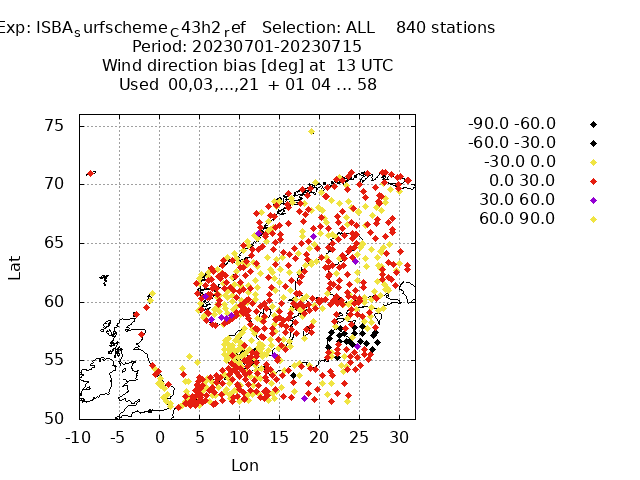 Exp: ISBA_surfscheme_C43h2_ref Selection: ALL 840 stations
Period: 20230701-20230715
Wind direction bias [deg] at 13 UTC
Used 00,03,...,21 + 01 04 ... 58
-90.0 -60.0
-60.0 -30.0
-30.0 0.0
0.0 30.0
30.0 60.0
60.0 90.0
75
70
65
60
55
50
Lat
-10 -5 0 5 10 15 20 25 30
Lon